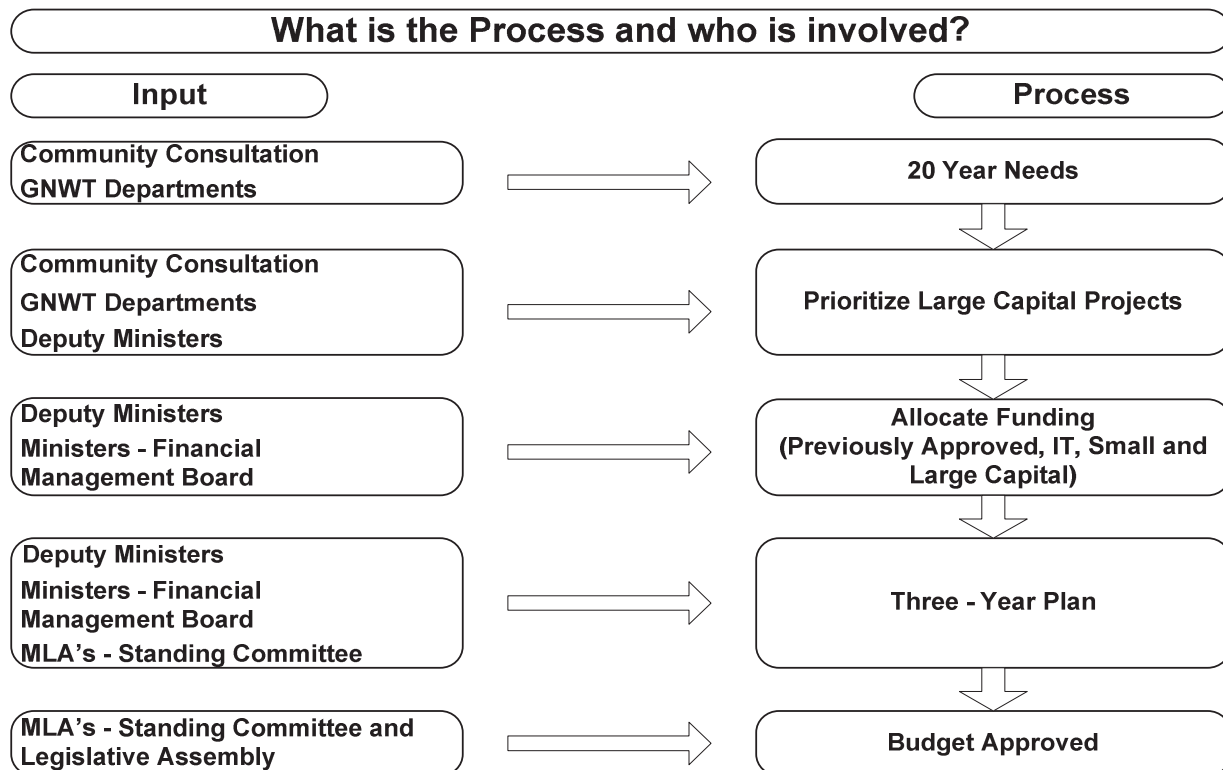 What is the Process and who is involved?
Input
Process
Community Consultation
GNWT Departments
20 Year Needs
Community Consultation
GNWT Departments
Deputy Ministers
Prioritize Large Capital Projects
Deputy Ministers
Ministers - Financial
Management Board
Allocate Funding
(Previously Approved, IT, Small and
Large Capital)
Deputy Ministers
Ministers - Financial
Management Board
MLA's - Standing Committee
Three - Year Plan
MLA's - Standing Committee and
Legislative Assembly
Budget Approved